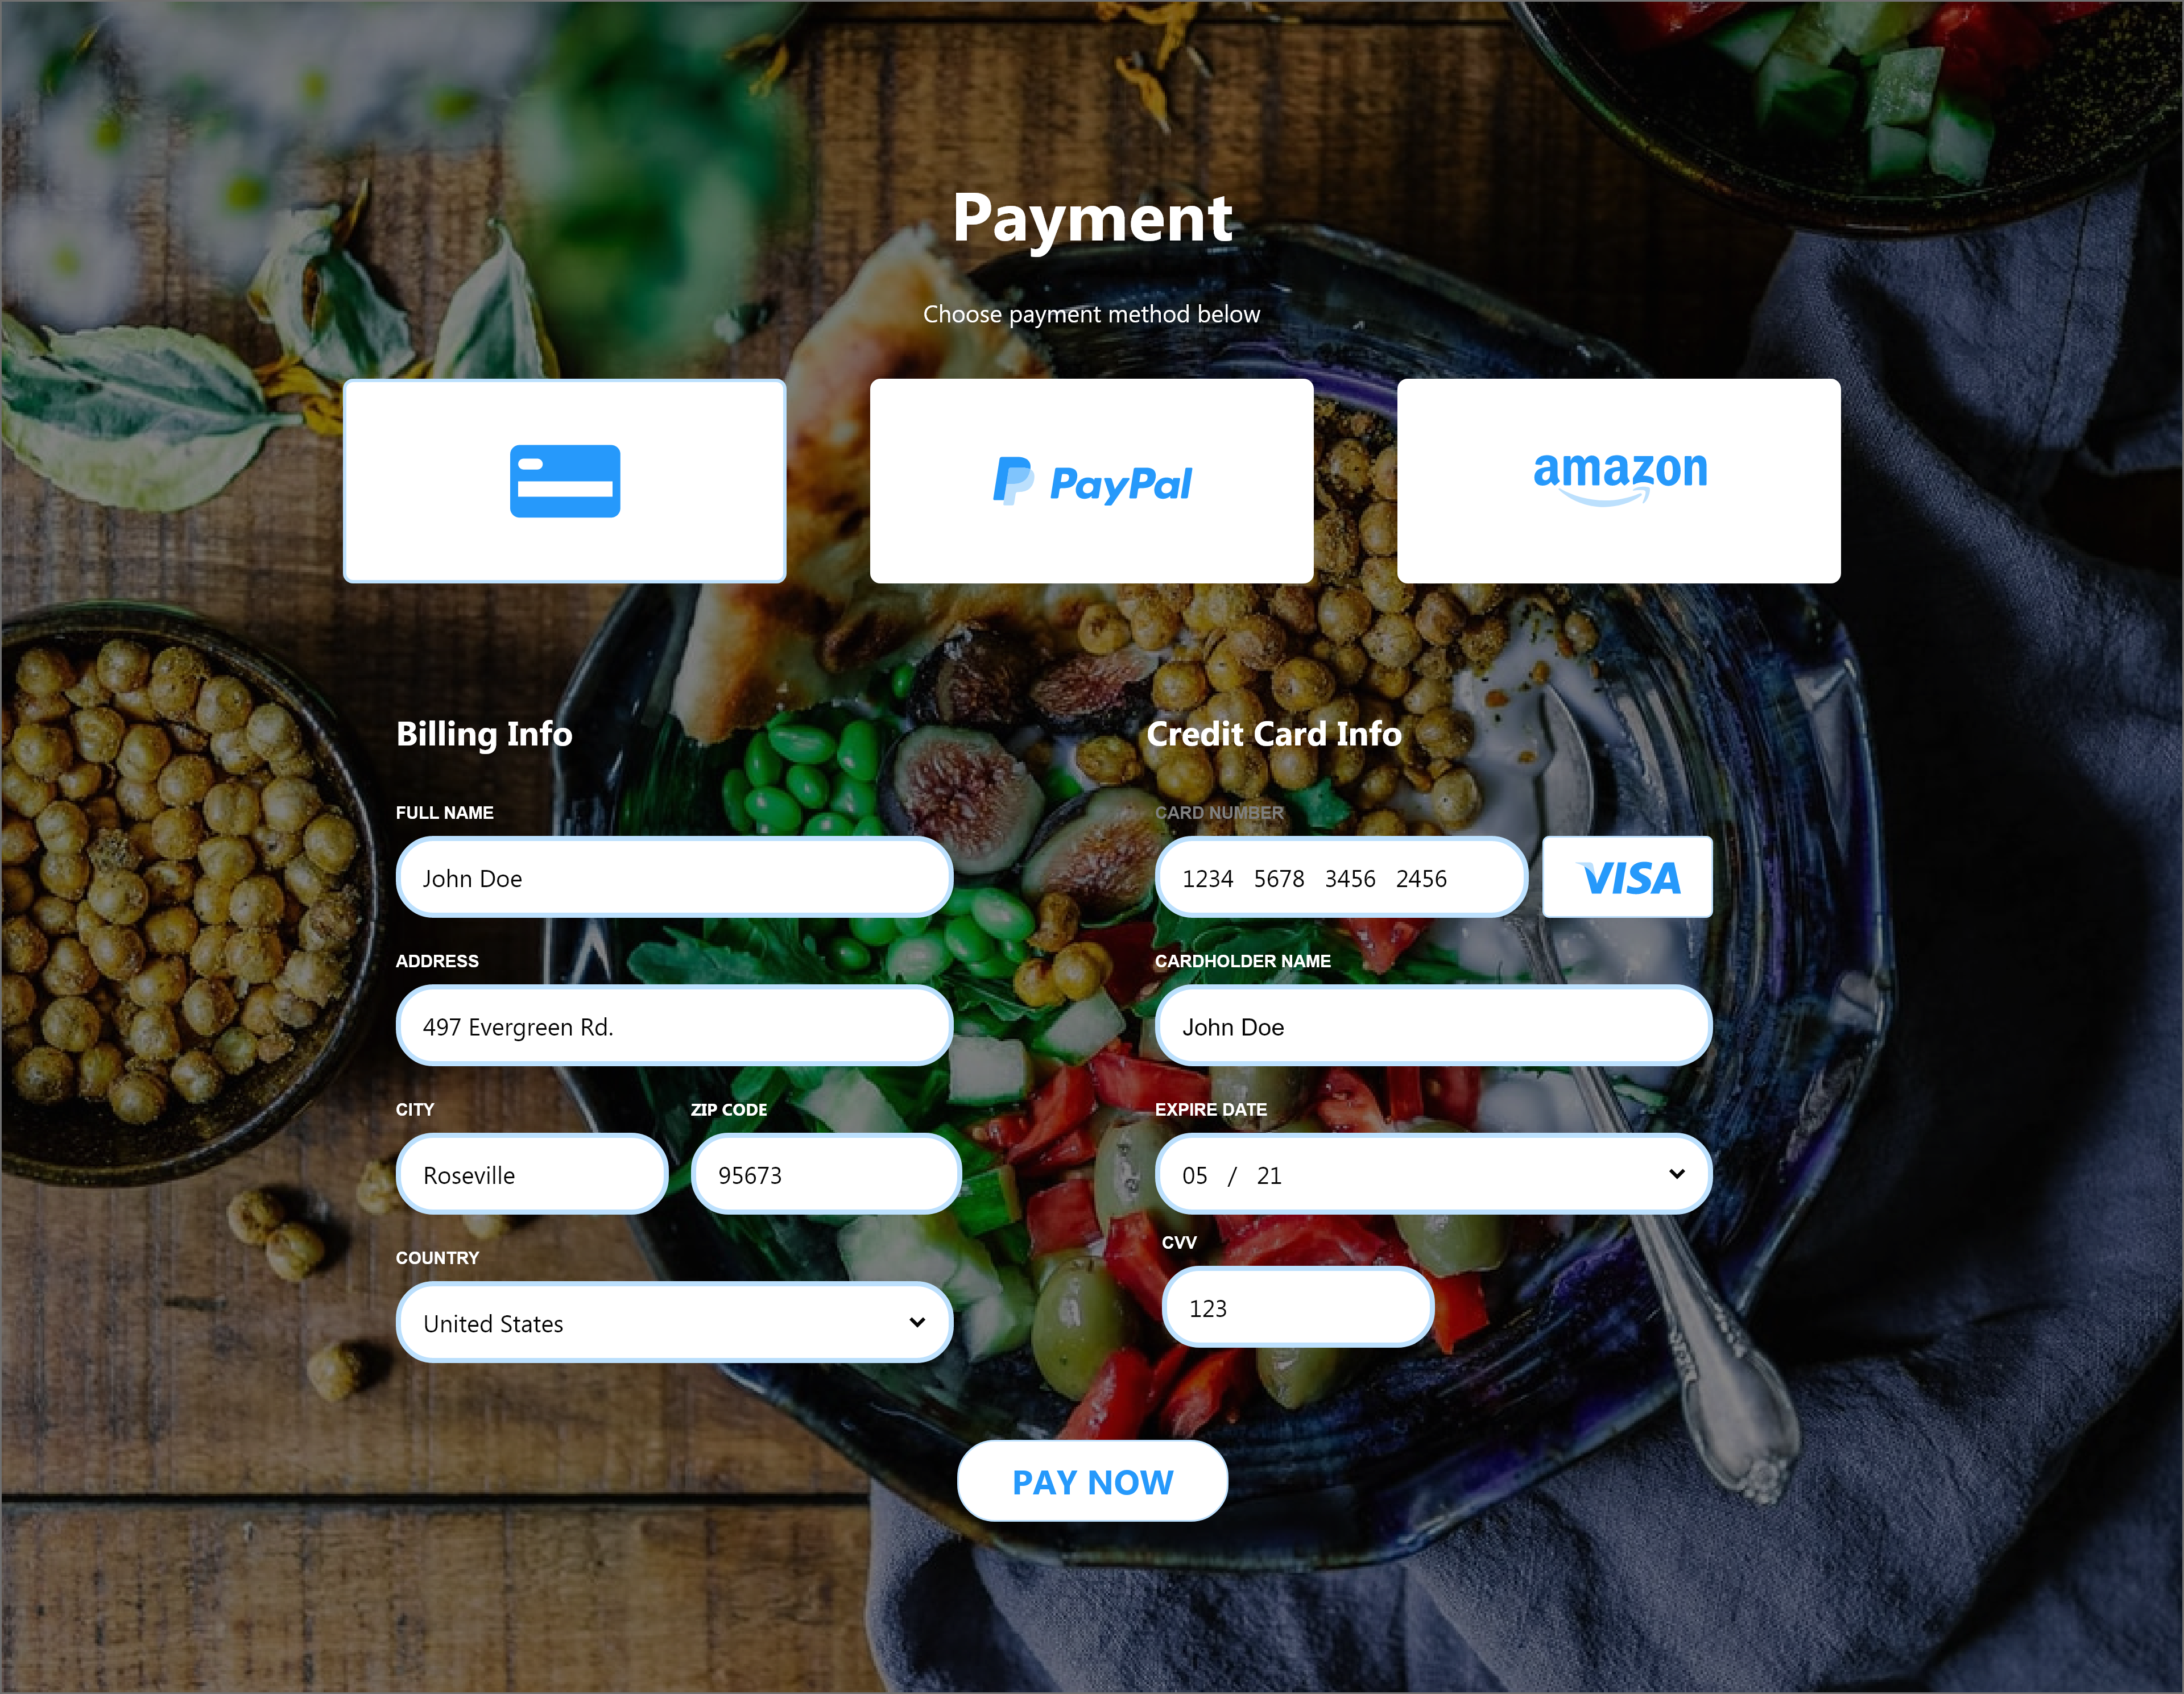 Payment
Choose payment method below
PayPal
amazon
Billing Info
FULL NAME
John Doe
ADDRESS
497 Evergreen Rd.
CITY
ZIP CODE
Roseville
95673
COUNTRY
United States
Credit Card Info
CARD NUMBER
1234 5678 3456 2456
VISA
CARDHOLDER NAME
John Doe
EXPIRE DATE
05 / 21
CVV
123
PAY NOW